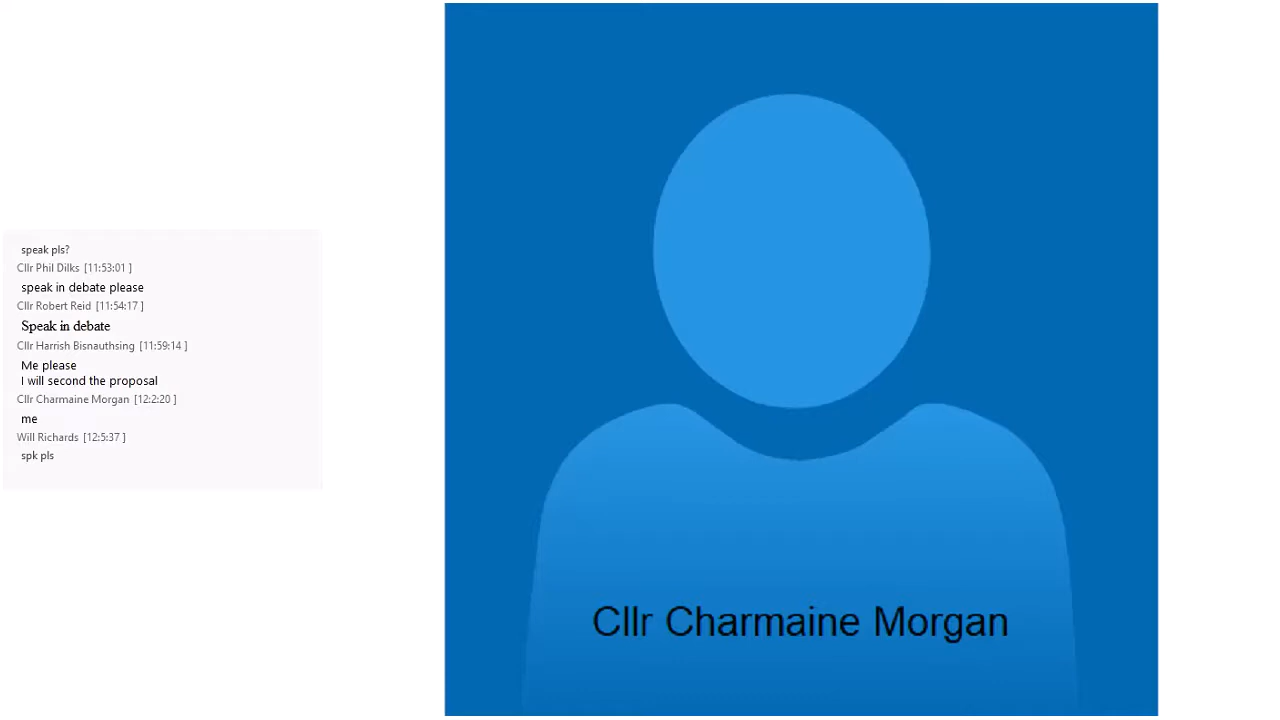 speak pls?
Cllr Phil Dilks [11:53:01 ]
speak in debate please
Cllr Robert Reid [11:54:17 ]
Speak in debate
Cllr Harrish Bisnauthsing [11:59:14 ]
Me please
I will second the proposal
Cllr Charmaine Morgan [12:2:20 ]
me
Will Richards [12:5:37 ]
spk pls
Cllr Charmaine Morgan